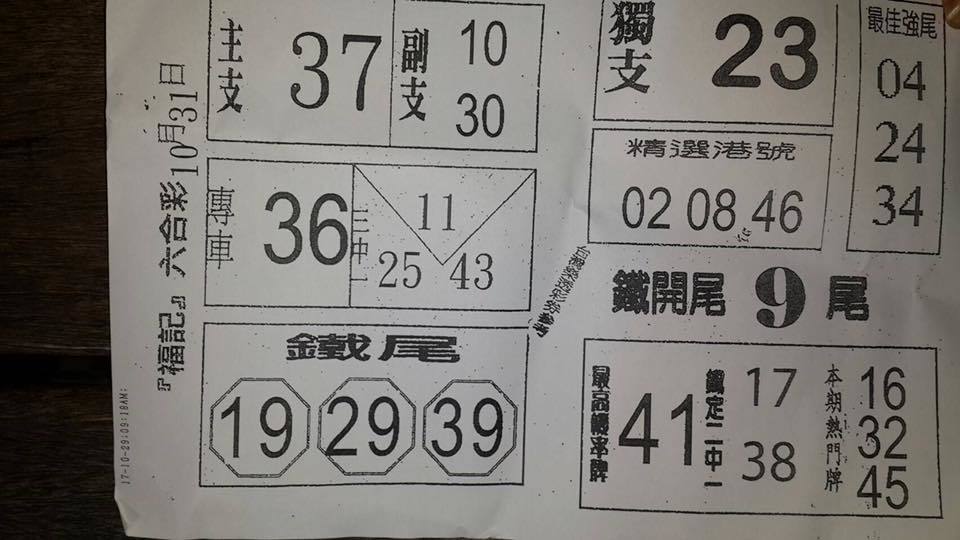 『福記』六合彩10月31日
17-10-29:09:19AM;
主支
37
副支
10
30
專車
36
三中一
11
25 43
鐵尾
19 29 39
獨支
23
精選港號
02 08 46
最佳強尾
04
24
34
鐵開尾 9 尾
最高機率牌
41
鐵定二中一
17
38
本期熱門牌
16
32
45